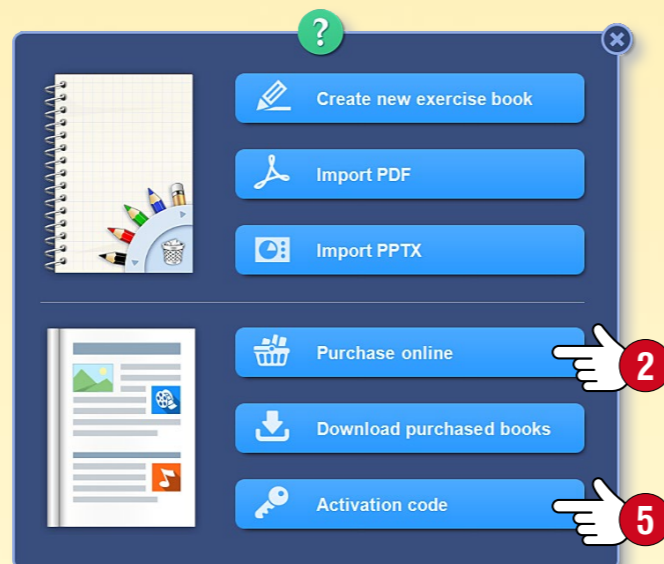 ?
Create new exercise book
Import PDF
Import PPTX
Purchase online
2
Download purchased books
Activation code
5